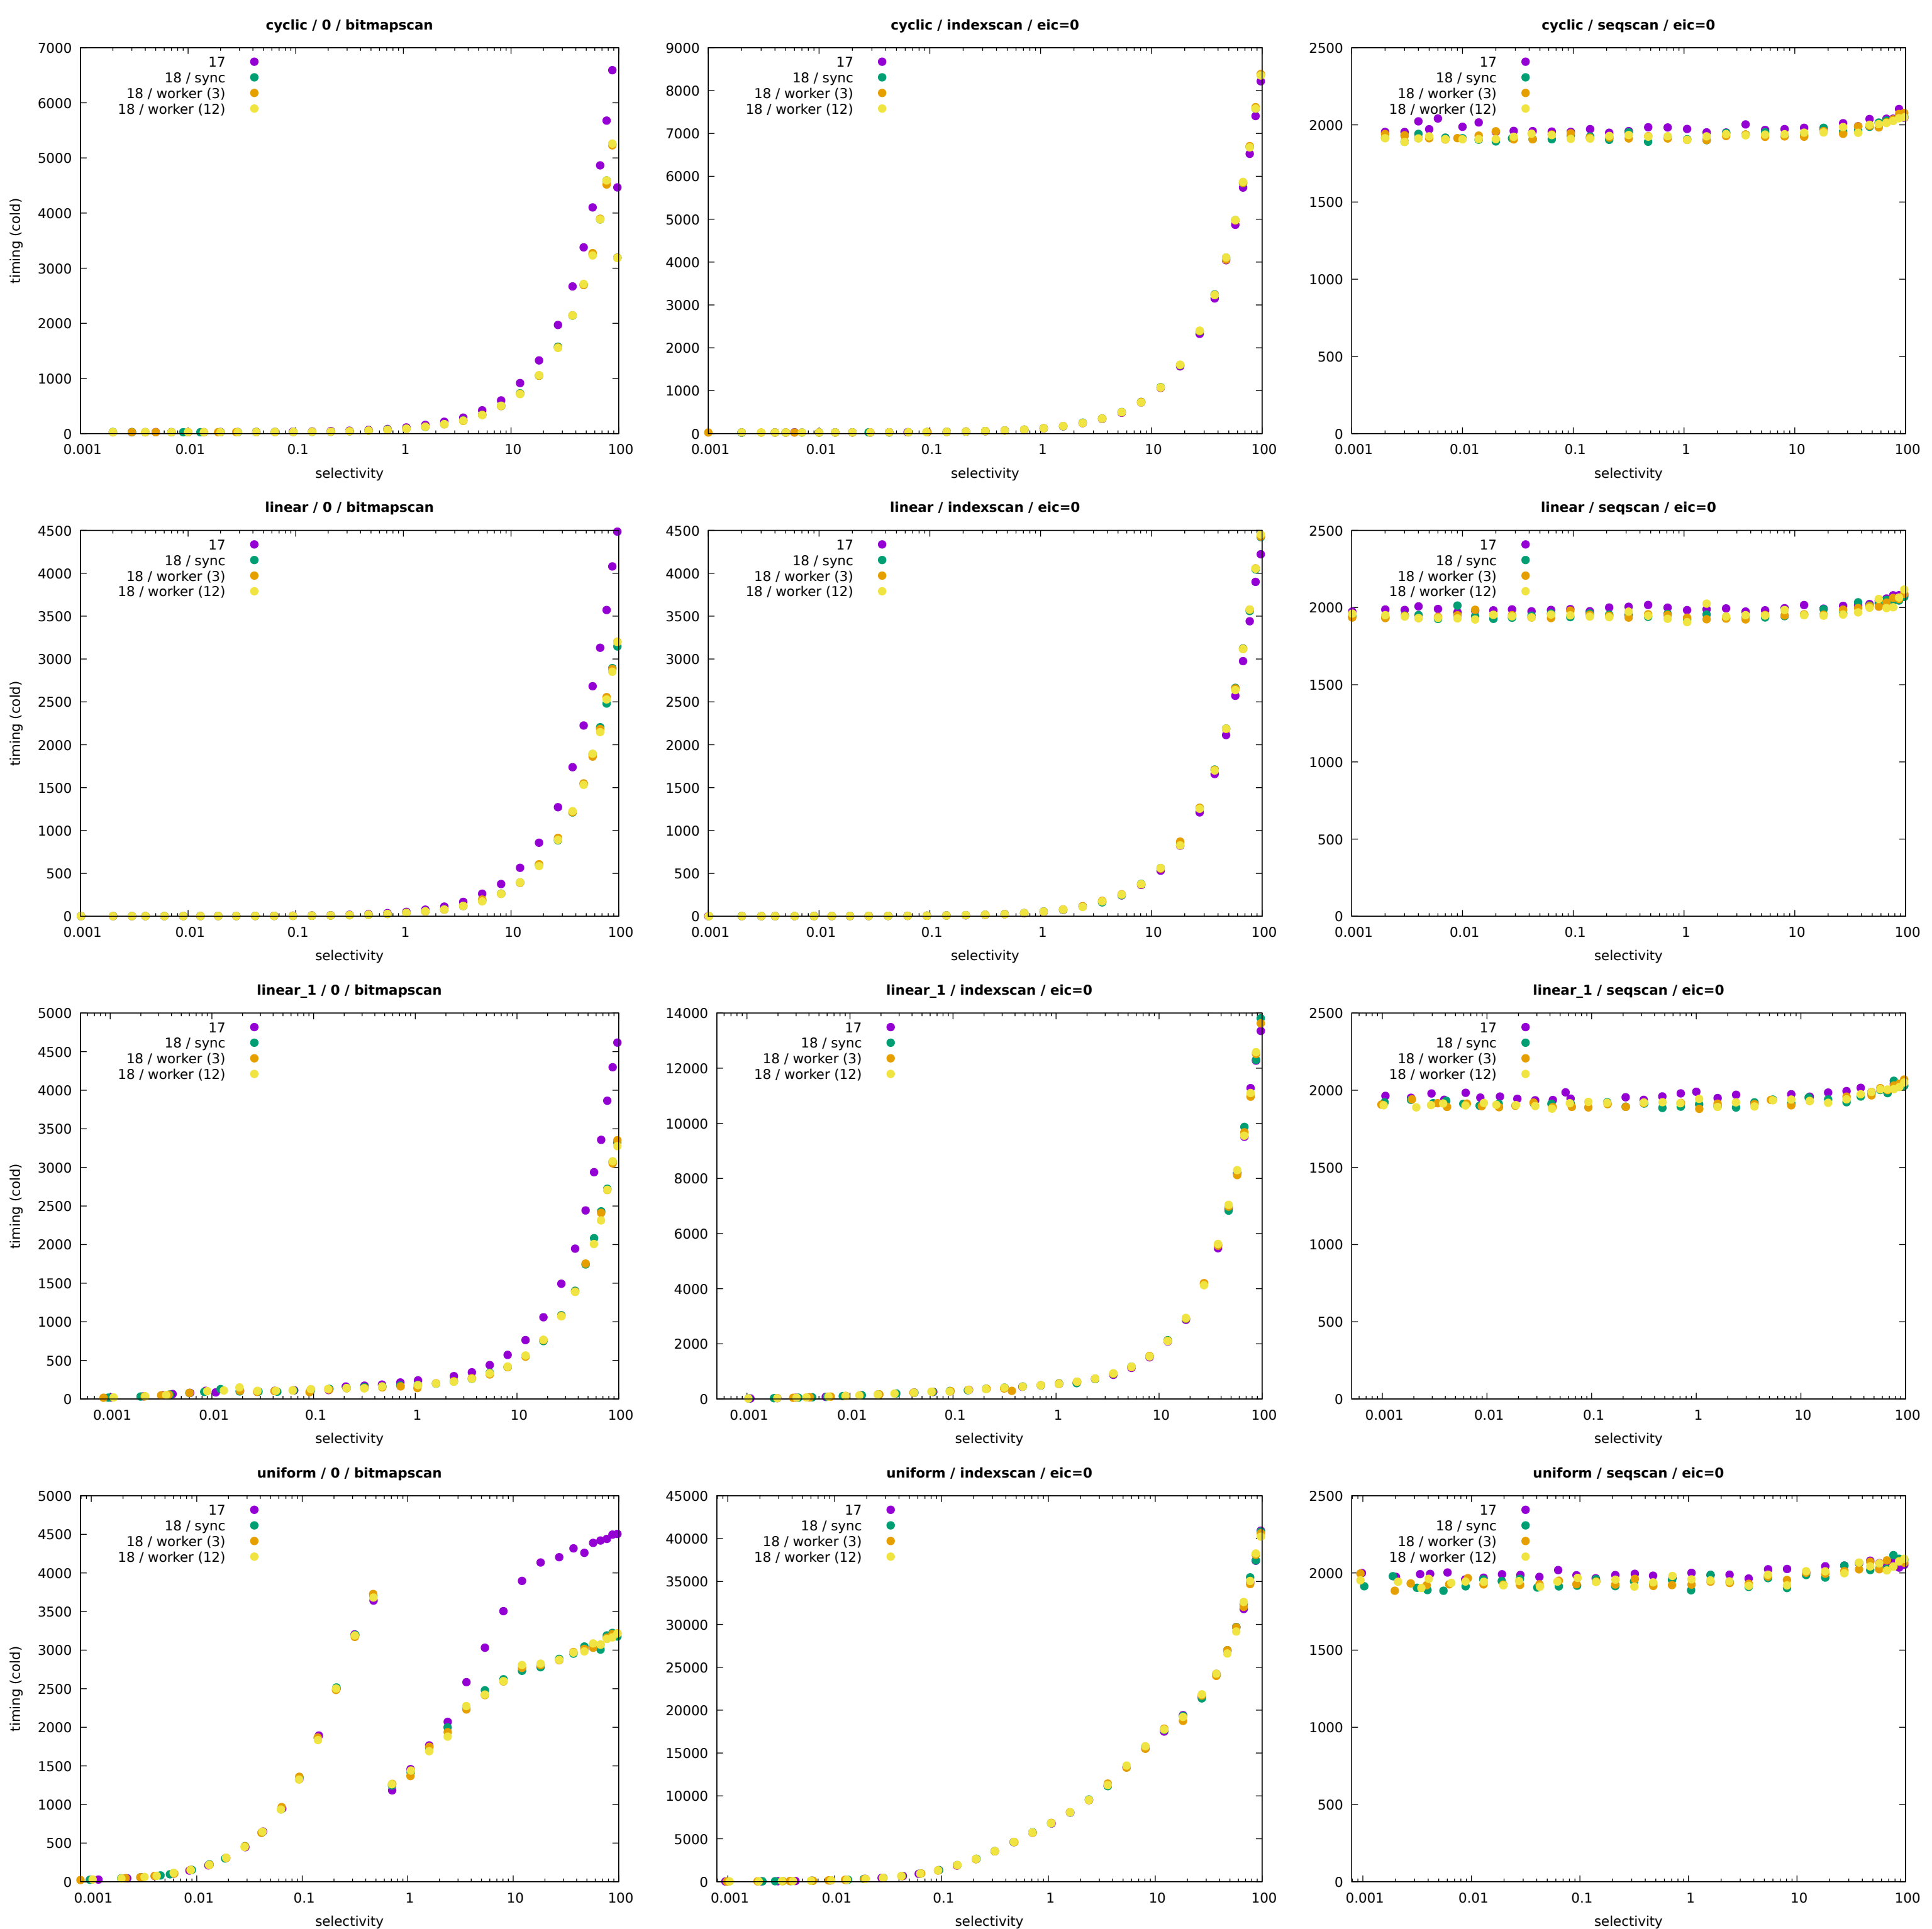 cyclic / 0 / bitmapscan
7000
6000
5000
4000
3000
2000
1000
0
timing (cold)
17
18 / sync
18 / worker (3)
18 / worker (12)
0.001 0.01 0.1 1 10 100
selectivity
cyclic / indexscan / eic=0
9000
8000
7000
6000
5000
4000
3000
2000
1000
0
17
18 / sync
18 / worker (3)
18 / worker (12)
0.001 0.01 0.1 1 10 100
selectivity
cyclic / seqscan / eic=0
2500
2000
1500
1000
500
0
17
18 / sync
18 / worker (3)
18 / worker (12)
0.001 0.01 0.1 1 10 100
selectivity
linear / 0 / bitmapscan
4500
4000
3500
3000
2500
2000
1500
1000
500
0
timing (cold)
17
18 / sync
18 / worker (3)
18 / worker (12)
0.001 0.01 0.1 1 10 100
selectivity
linear / indexscan / eic=0
4500
4000
3500
3000
2500
2000
1500
1000
500
0
17
18 / sync
18 / worker (3)
18 / worker (12)
0.001 0.01 0.1 1 10 100
selectivity
linear / seqscan / eic=0
2500
2000
1500
1000
500
0
17
18 / sync
18 / worker (3)
18 / worker (12)
0.001 0.01 0.1 1 10 100
selectivity
linear_1 / 0 / bitmapscan
5000
4500
4000
3500
3000
2500
2000
1500
1000
500
0
timing (cold)
17
18 / sync
18 / worker (3)
18 / worker (12)
0.001 0.01 0.1 1 10 100
selectivity
linear_1 / indexscan / eic=0
14000
12000
10000
8000
6000
4000
2000
0
17
18 / sync
18 / worker (3)
18 / worker (12)
0.001 0.01 0.1 1 10 100
selectivity
linear_1 / seqscan / eic=0
2500
2000
1500
1000
500
0
17
18 / sync
18 / worker (3)
18 / worker (12)
0.001 0.01 0.1 1 10 100
selectivity
uniform / 0 / bitmapscan
5000
4500
4000
3500
3000
2500
2000
1500
1000
500
0
timing (cold)
17
18 / sync
18 / worker (3)
18 / worker (12)
0.001 0.01 0.1 1 10 100
selectivity
uniform / indexscan / eic=0
45000
40000
35000
30000
25000
20000
15000
10000
5000
0
17
18 / sync
18 / worker (3)
18 / worker (12)
0.001 0.01 0.1 1 10 100
selectivity
uniform / seqscan / eic=0
2500
2000
1500
1000
500
0
17
18 / sync
18 / worker (3)
18 / worker (12)
0.001 0.01 0.1 1 10 100
selectivity